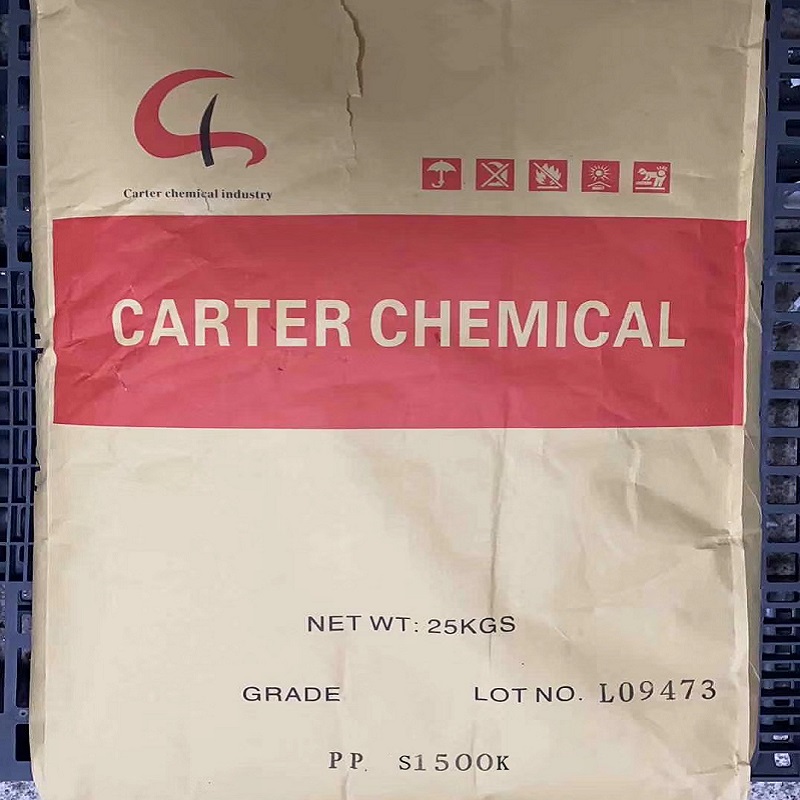 Carter chemical industry
CARTER CHEMICAL
NET WT: 25KGS
GRADE LOT NO. L09473
PP. S1500K